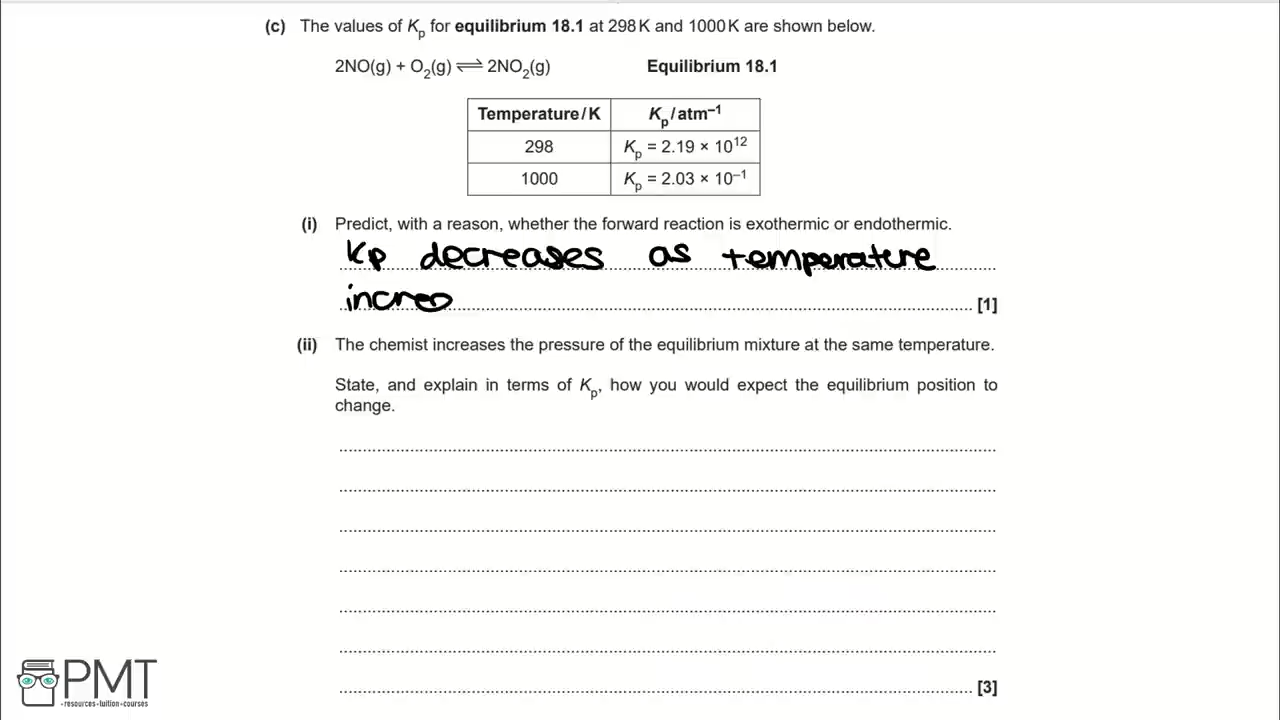 (c) The values of Kp for equilibrium 18.1 at 298 K and 1000 K are shown below.
2NO(g) + O2(g) ⇌ 2NO2(g) Equilibrium 18.1
Temperature / K Kp / atm–1
298 Kp = 2.19 × 10^12
1000 Kp = 2.03 × 10^–1
(i) Predict, with a reason, whether the forward reaction is exothermic or endothermic.
Kp decreases as temperature
increa
[1]
(ii) The chemist increases the pressure of the equilibrium mixture at the same temperature.
State, and explain in terms of Kp, how you would expect the equilibrium position to
change.
[3]
PMT
resources•tuition•courses